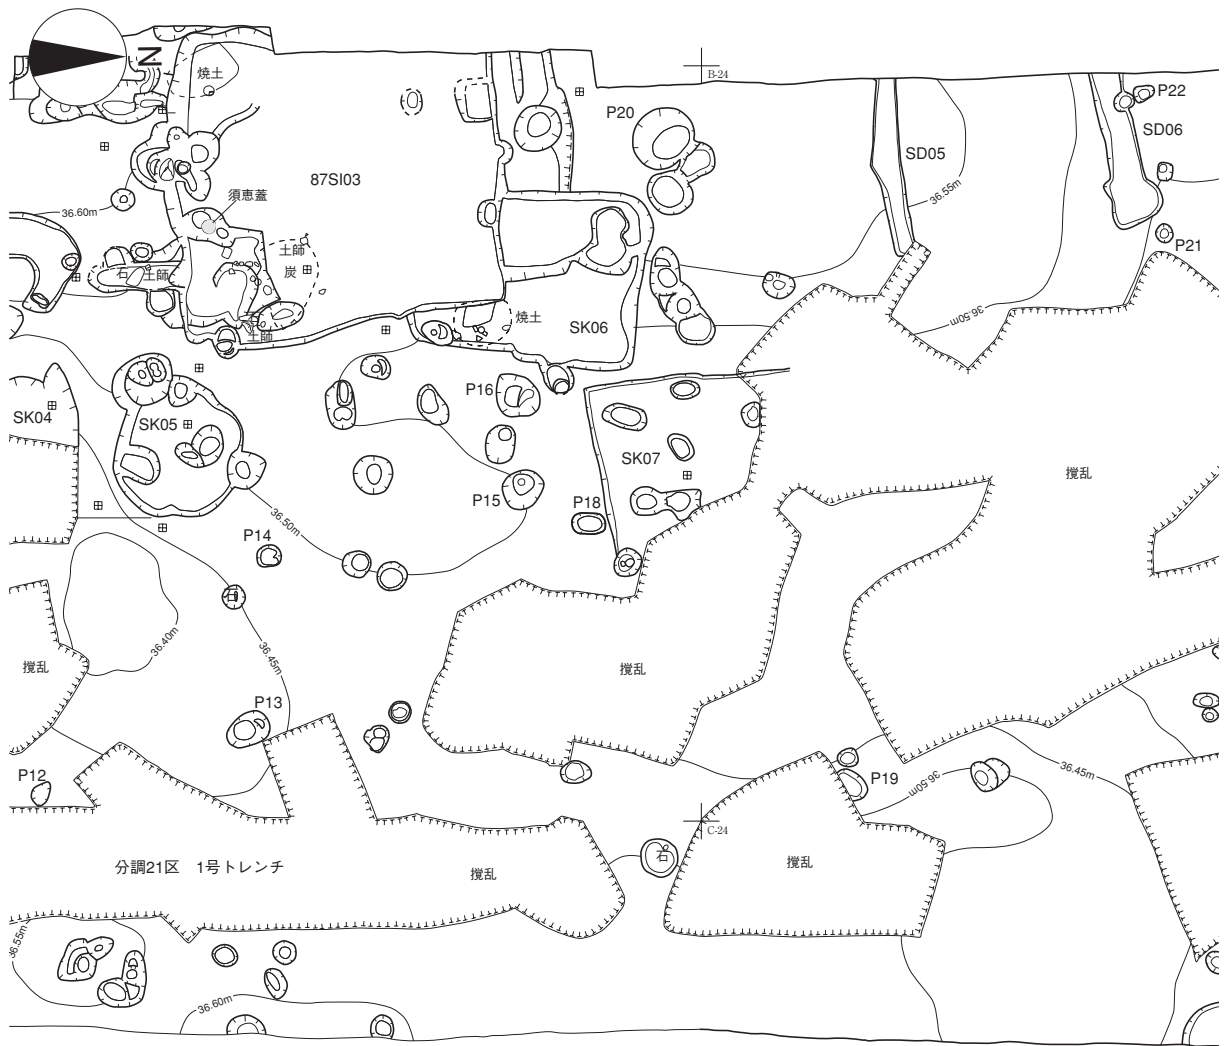 N
焼土
B-24
P20
P22
SD05
SD06
87SI03
36.55m
須恵蓋
36.60m
土師
炭
P21
石
土師
石
土師
焼土
SK06
36.50m
P16
SK04
SK05
SK07
撹乱
P15
P18
36.50m
P14
石
36.40m
36.45m
撹乱
撹乱
P13
P12
P19
36.50m
36.45m
C-24
石
撹乱
分調21区 1号トレンチ
撹乱
36.55m
36.60m